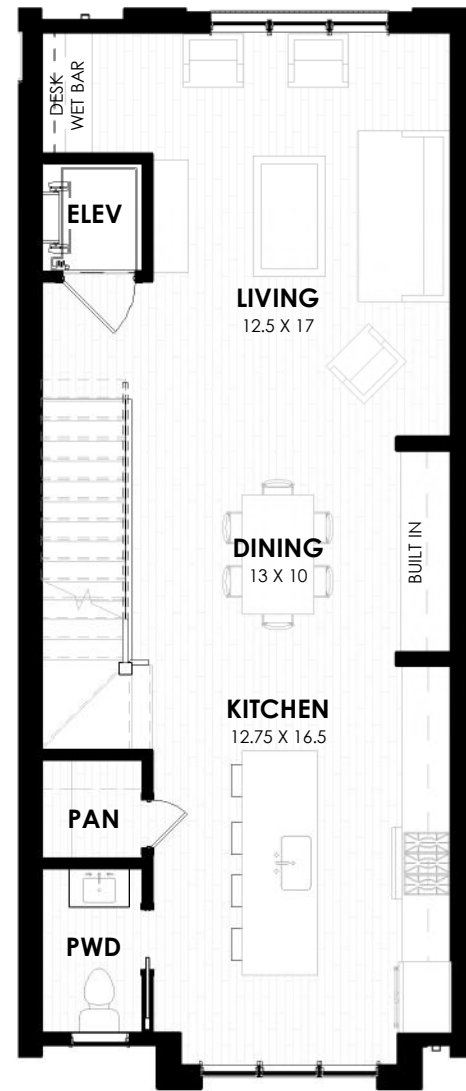 DESK
WET BAR
ELEV
LIVING
12.5 X 17
DINING
13 X 10
BUILT IN
KITCHEN
12.75 X 16.5
PAN
PWD